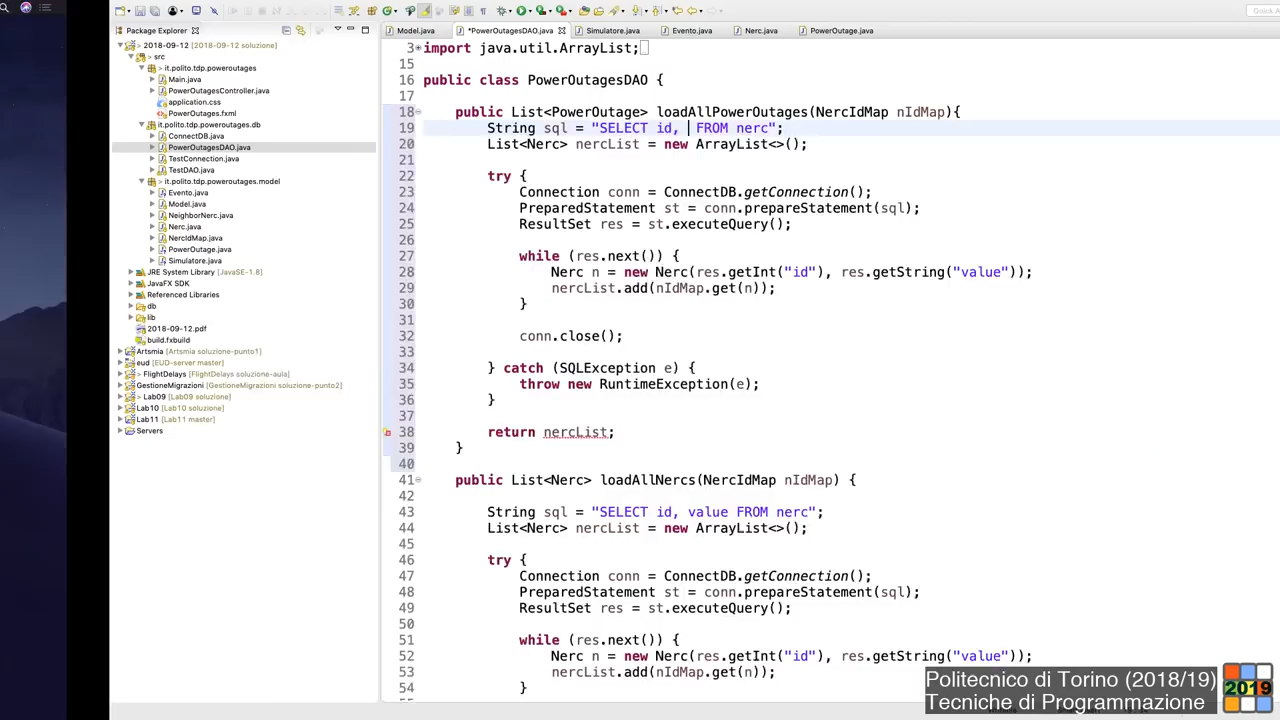 Quick Ac
Package Explorer
Model.java
*PowerOutagesDAO.java
Simulatore.java
Evento.java
Nerc.java
PowerOutage.java
2018-09-12 [2018-09-12 soluzione]
src
> it.polito.tdp.poweroutages
Main.java
PowerOutagesController.java
application.css
PowerOutages.fxml
> it.polito.tdp.poweroutages.db
ConnectDB.java
PowerOutagesDAO.java
TestConnection.java
TestDAO.java
> it.polito.tdp.poweroutages.model
Evento.java
Model.java
NeighborNerc.java
Nerc.java
NercIdMap.java
PowerOutage.java
Simulatore.java
JRE System Library [JavaSE-1.8]
JavaFX SDK
Referenced Libraries
db
lib
2018-09-12.pdf
build.fxbuild
Artsmia [Artsmia soluzione-punto1]
eud [EUD-server master]
> FlightDelays [FlightDelays soluzione-aula]
GestioneMigrazioni [GestioneMigrazioni soluzione-punto2]
> Lab09 [Lab09 soluzione]
Lab10 [Lab10 soluzione]
Lab11 [Lab11 master]
Servers
3 import java.util.ArrayList;
15
16 public class PowerOutagesDAO {
17
18 public List<PowerOutage> loadAllPowerOutages(NercIdMap nIdMap){
19 String sql = "SELECT id, FROM nerc";
20 List<Nerc> nercList = new ArrayList<>();
21
22 try {
23 Connection conn = ConnectDB.getConnection();
24 PreparedStatement st = conn.prepareStatement(sql);
25 ResultSet res = st.executeQuery();
26
27 while (res.next()) {
28 Nerc n = new Nerc(res.getInt("id"), res.getString("value"));
29 nercList.add(nIdMap.get(n));
30 }
31
32 conn.close();
33
34 } catch (SQLException e) {
35 throw new RuntimeException(e);
36 }
37
38 return nercList;
39 }
40
41 public List<Nerc> loadAllNercs(NercIdMap nIdMap) {
42
43 String sql = "SELECT id, value FROM nerc";
44 List<Nerc> nercList = new ArrayList<>();
45
46 try {
47 Connection conn = ConnectDB.getConnection();
48 PreparedStatement st = conn.prepareStatement(sql);
49 ResultSet res = st.executeQuery();
50
51 while (res.next()) {
52 Nerc n = new Nerc(res.getInt("id"), res.getString("value"));
53 nercList.add(nIdMap.get(n));
54 }
Politecnico di Torino (2018/19)
Tecniche di Programmazione
2019